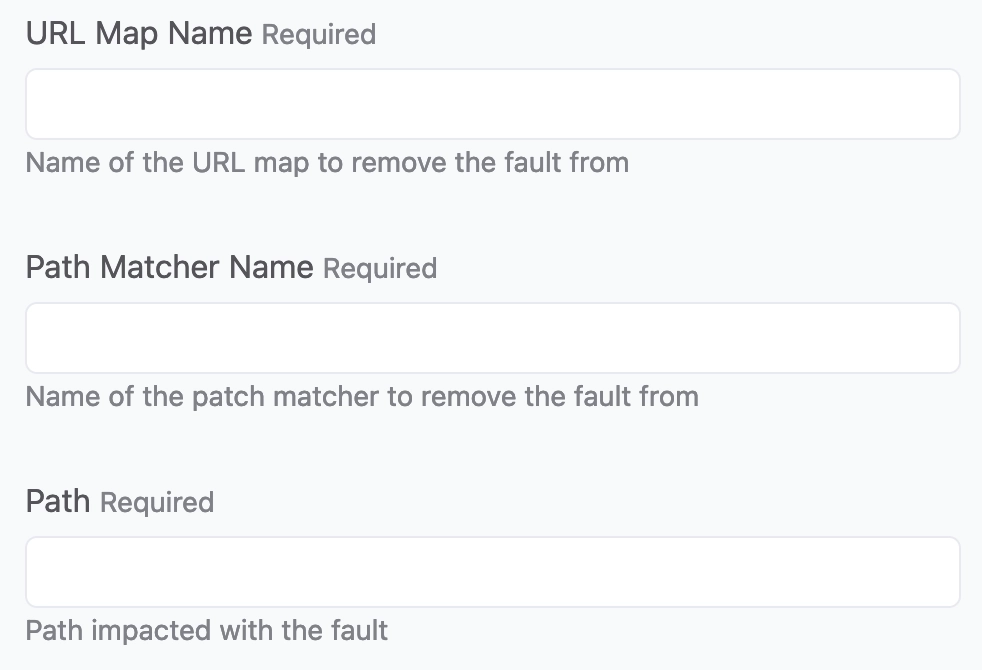 URL Map Name Required
Name of the URL map to remove the fault from
Path Matcher Name Required
Name of the patch matcher to remove the fault from
Path Required
Path impacted with the fault